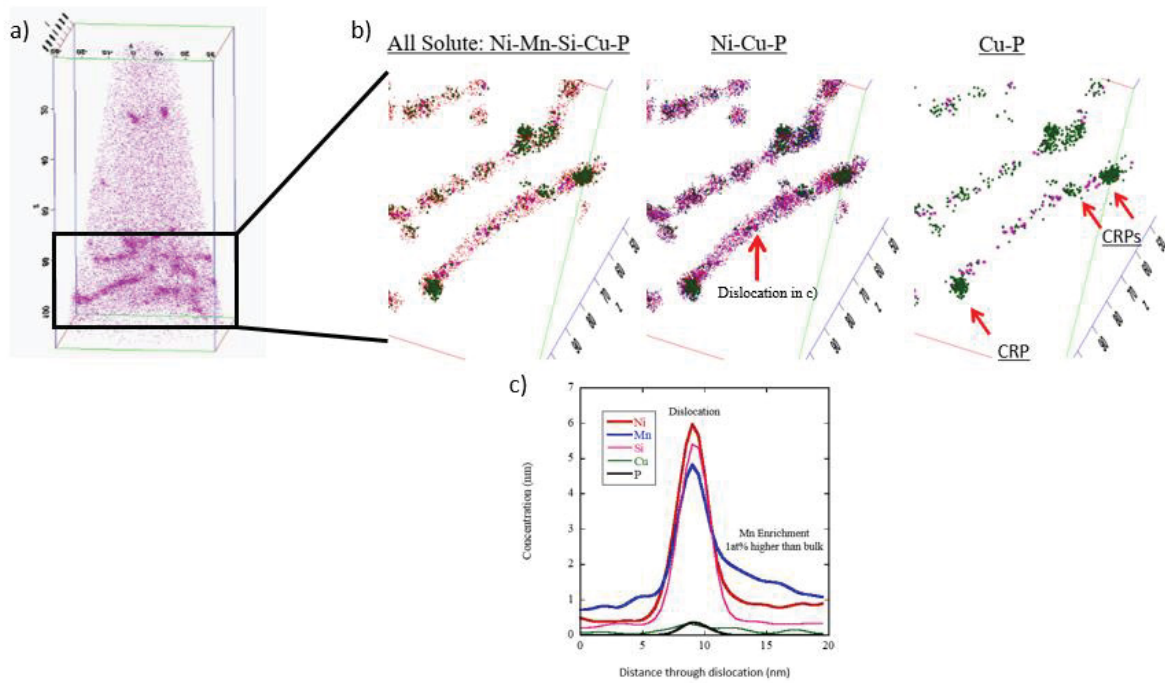 a)
b)
All Solute: Ni-Mn-Si-Cu-P
Ni-Cu-P
Cu-P
CRPs
Dislocation in c)
CRP
c)
7
6
5
4
3
2
1
0
Concentration (nm)
Ni
Mn
Si
Cu
P
Dislocation
Mn Enrichment
1at% higher than bulk
0
5
10
15
20
Distance through dislocation (nm)